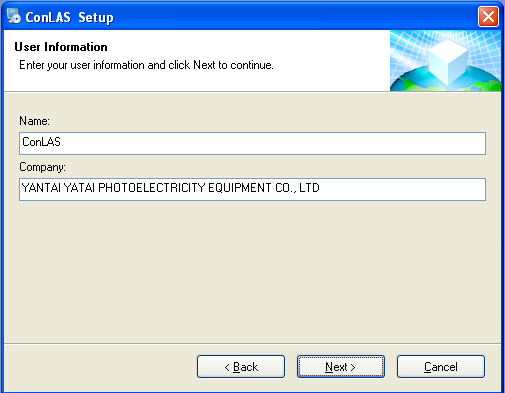 ConLAS Setup
User Information
Enter your user information and click Next to continue.
Name:
ConLAS
Company:
YANTAI YATAI PHOTOELECTRICITY EQUIPMENT CO., LTD
< Back
Next >
Cancel